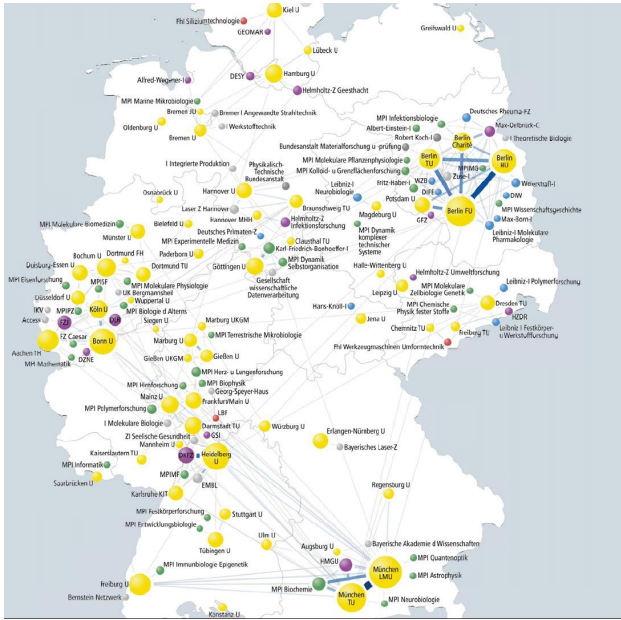 Kiel U
Greifswald U
FhI Siliziumtechnologie
GEOMAR
Lübeck U
DESY
Hamburg U
Alfred-Wegener-I
Helmholtz-Z Geesthacht
MPI Marine Mikrobiologie
Bremen JU
Bremer I Angewandte Strahltechnik
Oldenburg U
I Werkstofftechnik
Bremen U
MPI Infektionsbiologie
Deutsches Rheuma-FZ
Albert-Einstein-I
Max-Delbrück-C
Robert Koch-I
Berlin
Charité
I Theoretische Biologie
Bundesanstalt Materialforschung u -prüfung
Berlin
TU
Berlin
HU
I Integrierte Produktion
Physikalisch-
Technische
Bundesanstalt
MPI Molekulare Pflanzenphysiologie
MPI Kolloid- u Grenzflächenforschung
MPIMG
Zuse-I
Fritz-Haber-I
WZB
Weierstraß-I
Osnabrück U
Hannover U
Leibniz-I
Neurobiologie
DIFE
DIW
Potsdam U
Braunschweig TU
Laser Z Hannover
Magdeburg U
GFZ
Berlin FU
MPI Wissenschaftsgeschichte
Max-Born-I
Hannover MHH
Helmholtz-Z
Infektionsforschung
MPI Dynamik
komplexer
technischer
Systeme
Leibniz-I Molekulare
Pharmakologie
MPI Molekulare Biomedizin
Bielefeld U
Deutsches Primaten-Z
Münster U
MPI Experimentelle Medizin
Clausthal TU
Karl-Friedrich-Bonhoeffer-I
Bochum U
Dortmund FH
Paderborn U
MPI Dynamik
Selbstorganisation
Duisburg-Essen U
Dortmund TU
Göttingen U
Halle-Wittenberg U
Helmholtz-Z Umweltforschung
MPI Eisenforschung
MPISF
MPI Molekulare Physiologie
Gesellschaft
wissenschaftliche
Datenverarbeitung
Leipzig U
MPI Molekulare
Zellbiologie Genetik
Leibniz-I Polymerforschung
UK Bergmannsheil
Düsseldorf U
Wuppertal U
Dresden TU
IKV
MPIPZ
Köln U
MPI Biologie d Alterns
Hans-Knöll-I
MPI Chemische
Physik fester Stoffe
HZDR
Access
FZJ
DLR
Siegen U
Marburg UKGM
Jena U
Chemnitz TU
Freiberg TU
Leibniz I Festkörper-
u Werkstoffforschung
FZ Caesar
Bonn U
Marburg U
MPI Terrestrische Mikrobiologie
FhI Werkzeugmaschinen Umformtechnik
Aachen TH
DZNE
MPI Mathematik
Gießen UKGM
Gießen U
MPI Herz- u Lungenforschung
MPI Hirnforschung
MPI Biophysik
Georg-Speyer-Haus
Mainz U
Frankfurt/Main U
MPI Polymerforschung
LBF
I Molekulare Biologie
Darmstadt TU
Würzburg U
ZI Seelische Gesundheit
GSI
Erlangen-Nürnberg U
Mannheim U
Bayerisches Laser-Z
Kaiserslautern TU
DKFZ
Heidelberg
U
MPI Informatik
MPIMF
EMBL
Saarbrücken U
Karlsruhe KIT
Regensburg U
MPI Festkörperforschung
Stuttgart U
MPI Entwicklungsbiologie
Tübingen U
Ulm U
Augsburg U
Bayerische Akademie d Wissenschaften
HMGU
MPI Quantenoptik
MPI Immunbiologie Epigenetik
München
LMU
MPI Astrophysik
Freiburg U
MPI Biochemie
München
TU
MPI Neurobiologie
Bernstein Netzwerk
Konstanz U